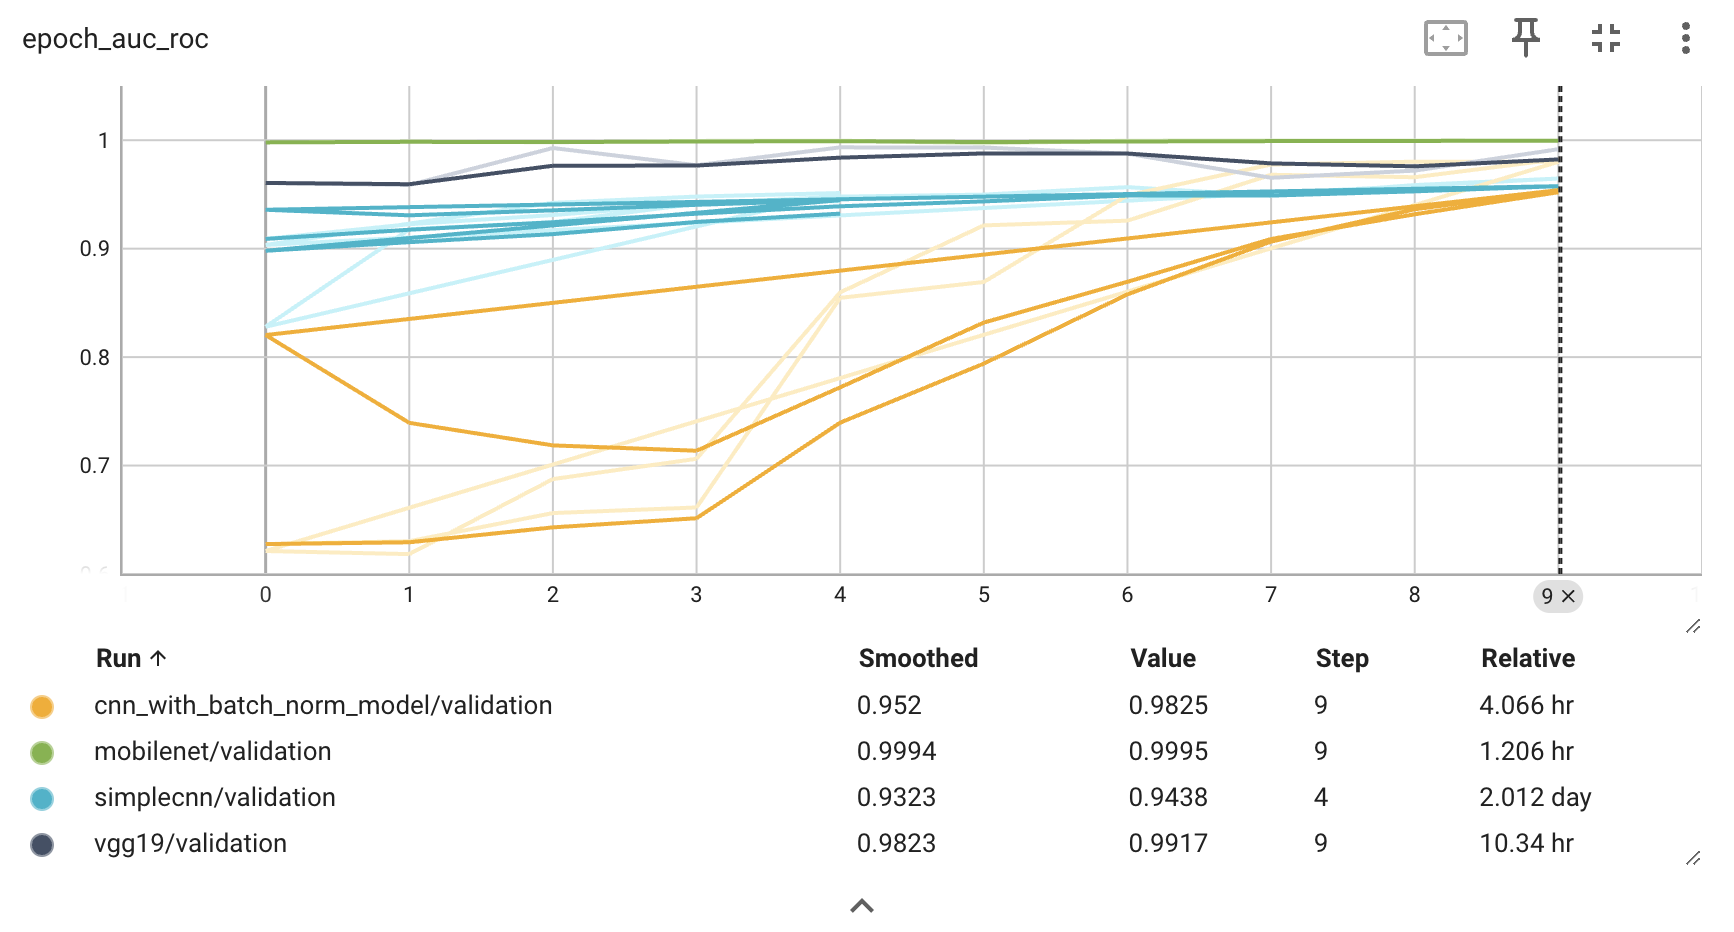 epoch_auc_roc
1
0.9
0.8
0.7
0.6
0 1 2 3 4 5 6 7 8 9 ×
Run ↑ Smoothed Value Step Relative
cnn_with_batch_norm_model/validation 0.952 0.9825 9 4.066 hr
mobilenet/validation 0.9994 0.9995 9 1.206 hr
simplecnn/validation 0.9323 0.9438 4 2.012 day
vgg19/validation 0.9823 0.9917 9 10.34 hr